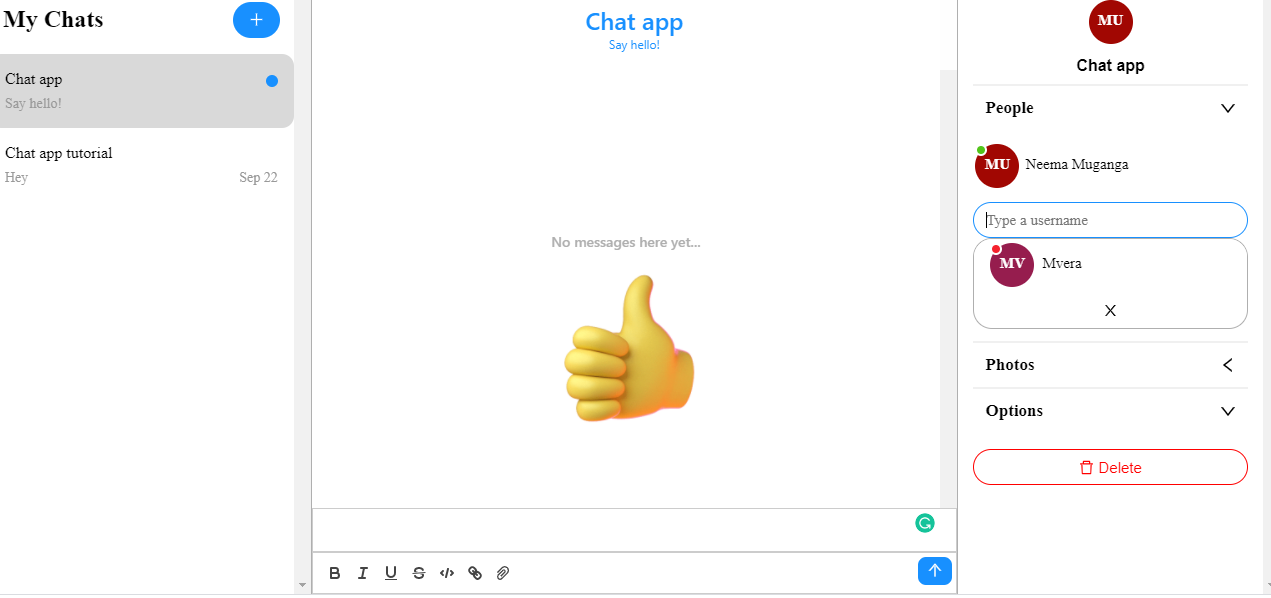 My Chats
+
Chat app
Say hello!
Chat app tutorial
Hey
Sep 22
Chat app
Say hello!
No messages here yet...
B I U S </>
MU
Chat app
People
MU
Neema Muganga
Type a username
MV
Mvera
X
Photos
Options
Delete